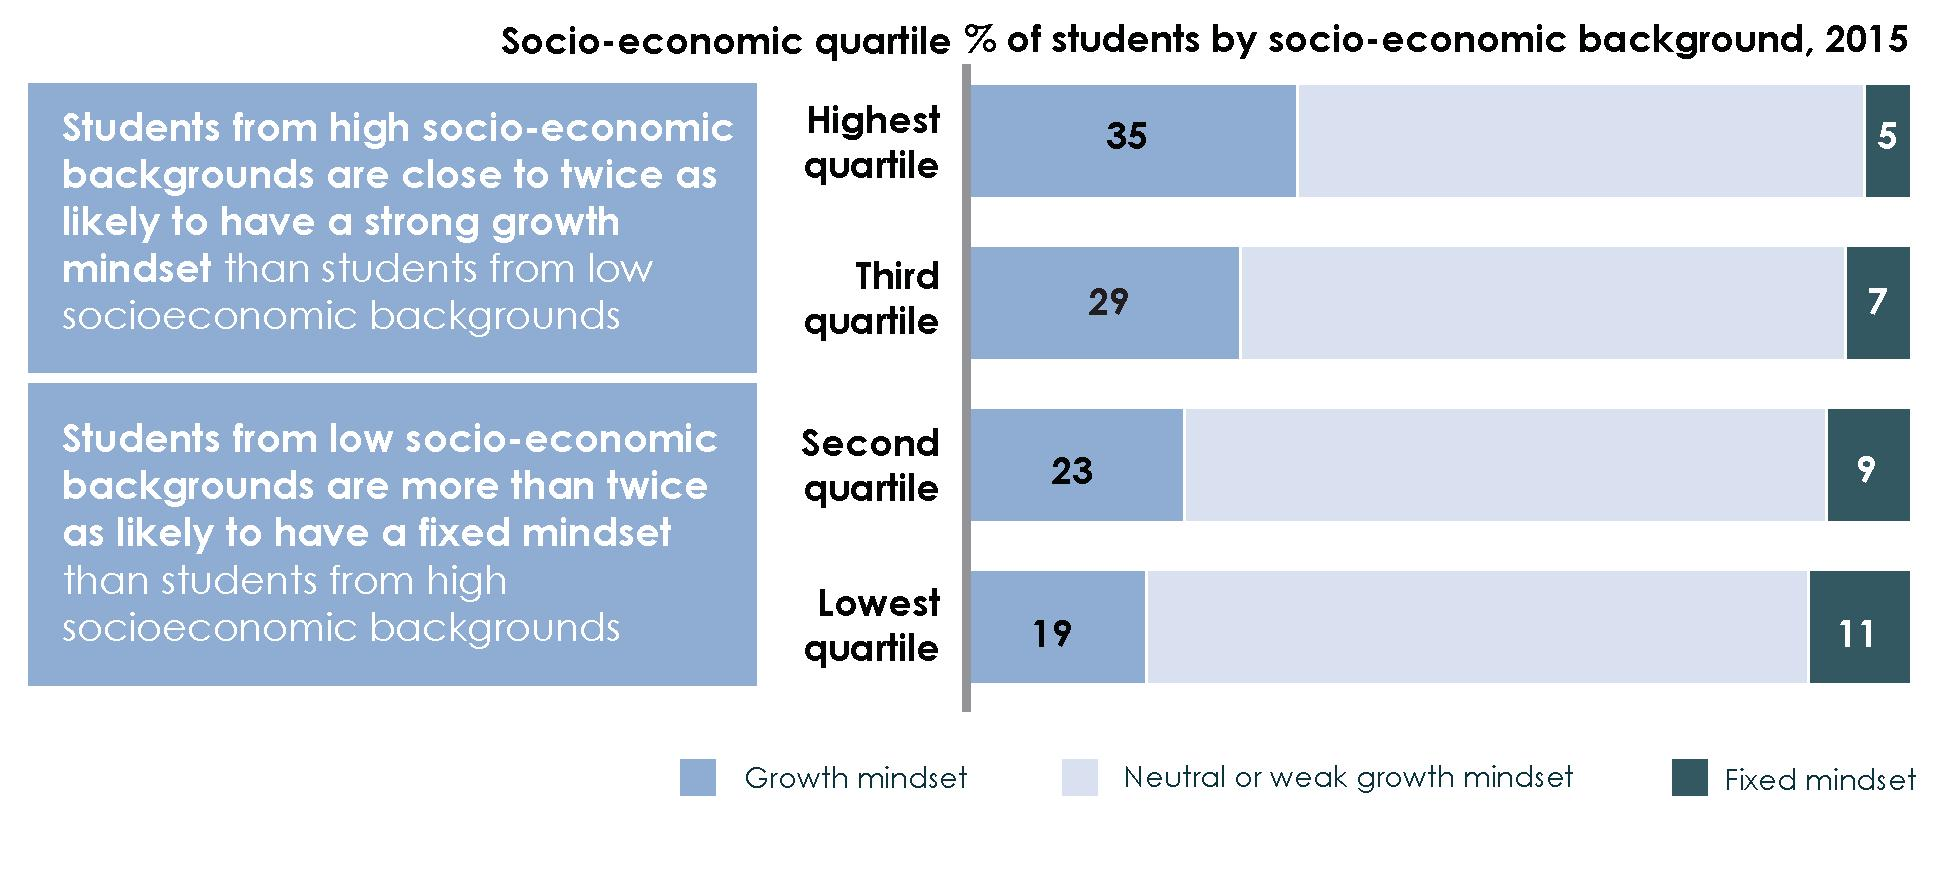 Socio-economic quartile % of students by socio-economic background, 2015
Students from high socio-economic
backgrounds are close to twice as
likely to have a strong growth
mindset than students from low
socioeconomic backgrounds
Students from low socio-economic
backgrounds are more than twice
as likely to have a fixed mindset
than students from high
socioeconomic backgrounds
Highest
quartile
35
5
Third
quartile
29
7
Second
quartile
23
9
Lowest
quartile
19
11
Growth mindset
Neutral or weak growth mindset
Fixed mindset